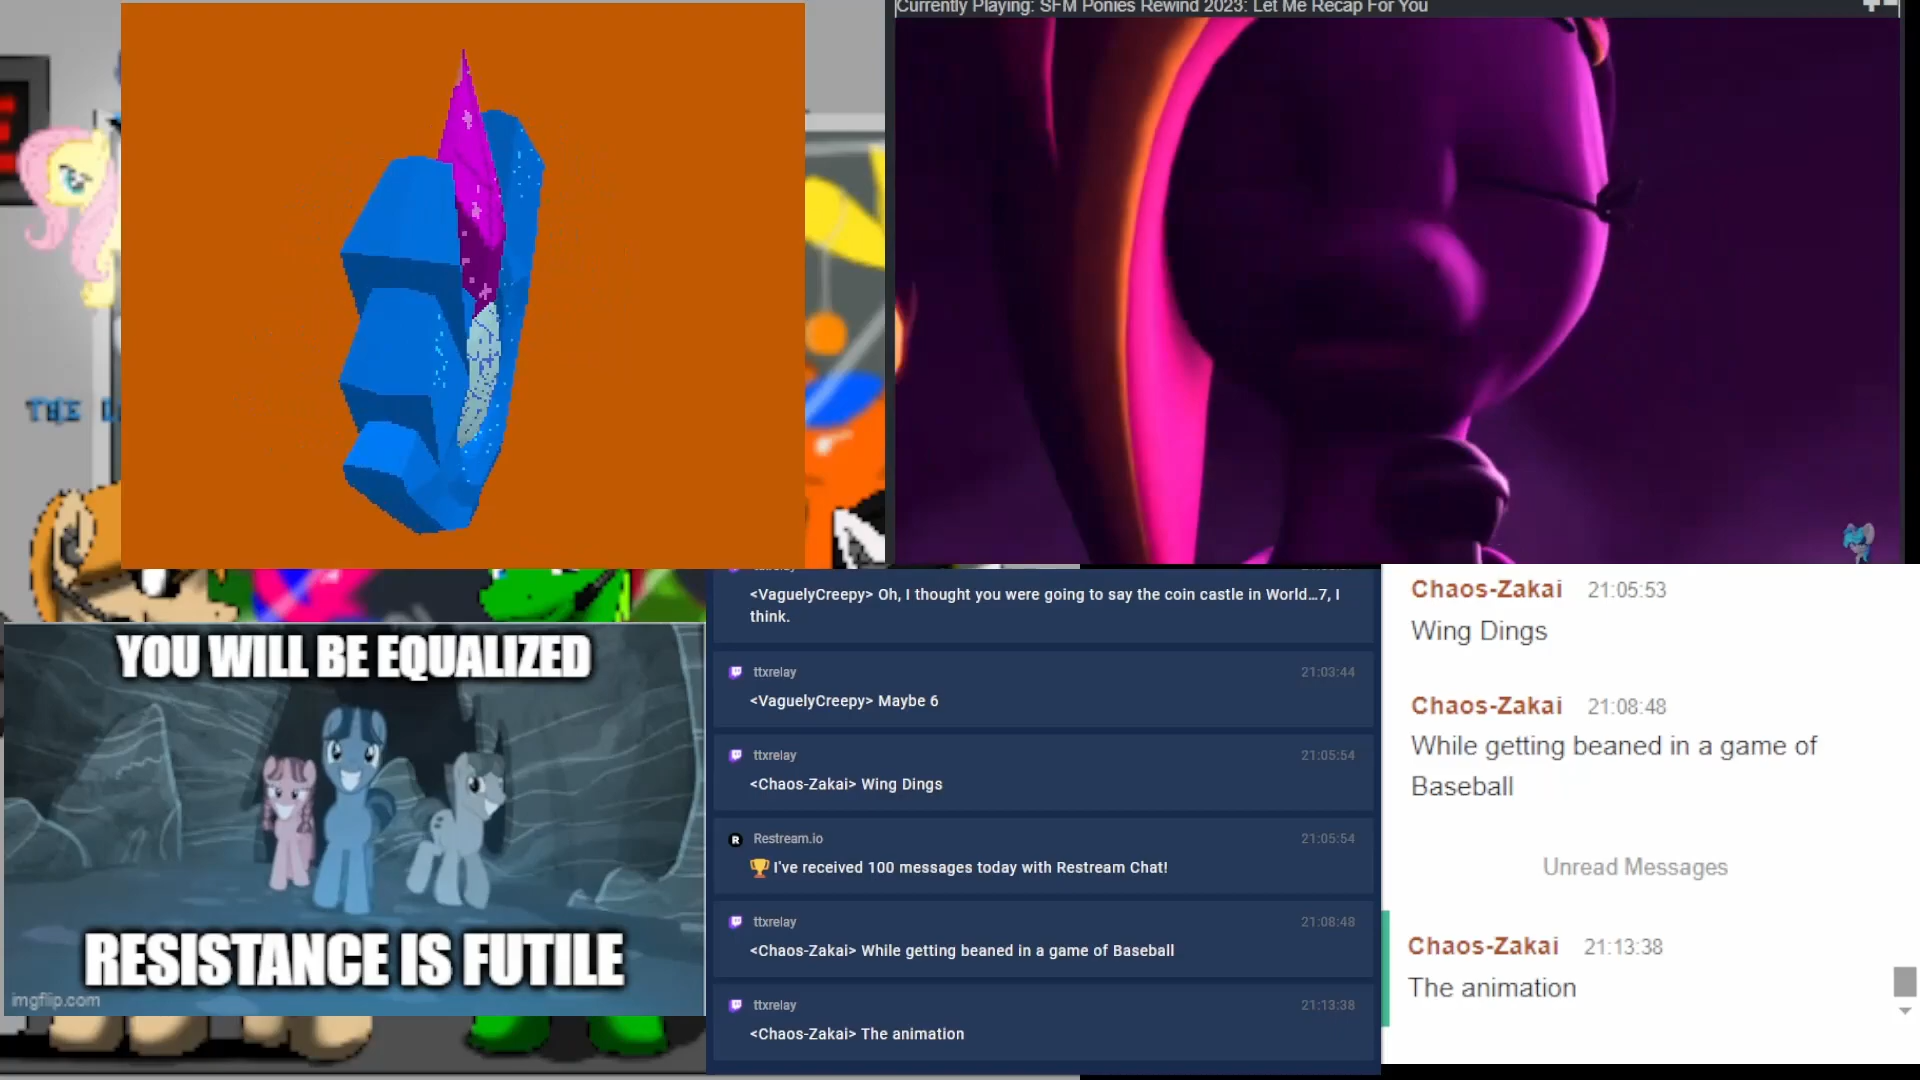 Currently Playing: SFM Ponies Rewind 2023: Let Me Recap For You
THE
YOU WILL BE EQUALIZED
RESISTANCE IS FUTILE
imgflip.com
<VaguelyCreepy> Oh, I thought you were going to say the coin castle in World...7, I
think.
ttxrelay 21:03:44
<VaguelyCreepy> Maybe 6
ttxrelay 21:05:54
<Chaos-Zakai> Wing Dings
Restream.io 21:05:54
🏆 I've received 100 messages today with Restream Chat!
ttxrelay 21:08:48
<Chaos-Zakai> While getting beaned in a game of Baseball
ttxrelay 21:13:38
<Chaos-Zakai> The animation
Chaos-Zakai 21:05:53
Wing Dings
Chaos-Zakai 21:08:48
While getting beaned in a game of
Baseball
Unread Messages
Chaos-Zakai 21:13:38
The animation